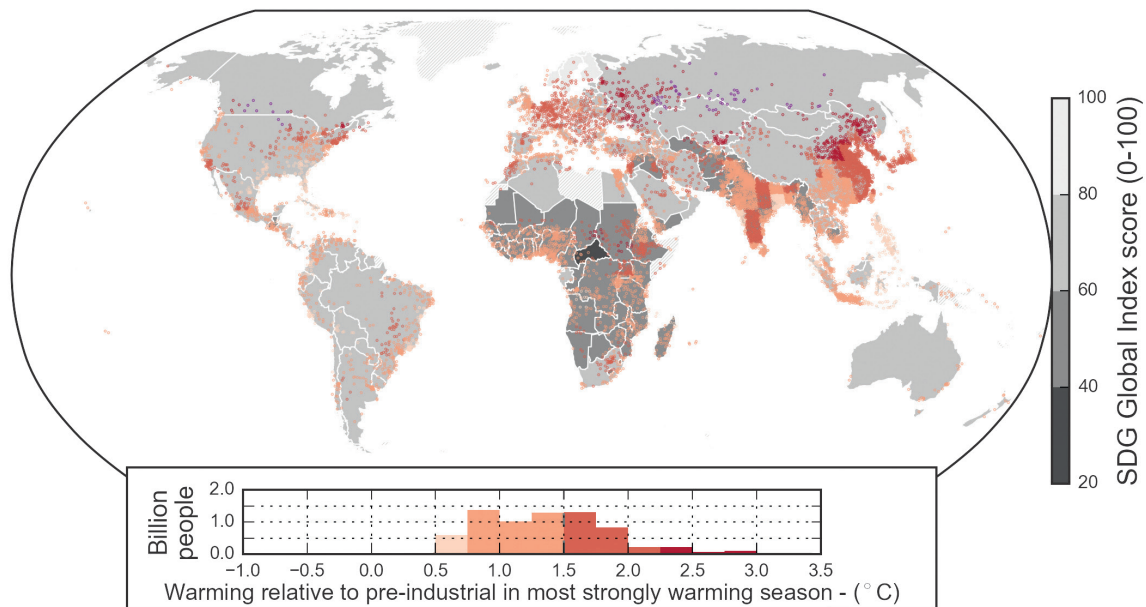 100
80
60
40
20
SDG Global Index score (0-100)
Billion
people
2.0
1.0
0.0
-1.0 -0.5 0.0 0.5 1.0 1.5 2.0 2.5 3.0 3.5
Warming relative to pre-industrial in most strongly warming season - (°C)